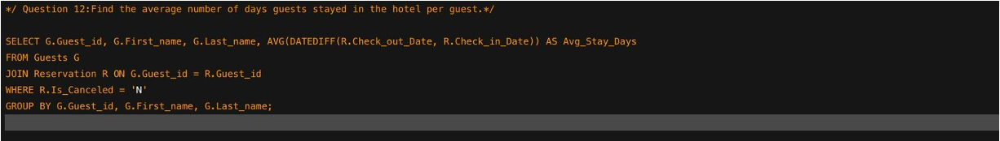 */ Question 12:Find the average number of days guests stayed in the hotel per guest.*/
SELECT G.Guest_id, G.First_name, G.Last_name, AVG(DATEDIFF(R.Check_out_Date, R.Check_in_Date)) AS Avg_Stay_Days
FROM Guests G
JOIN Reservation R ON G.Guest_id = R.Guest_id
WHERE R.Is_Canceled = 'N'
GROUP BY G.Guest_id, G.First_name, G.Last_name;